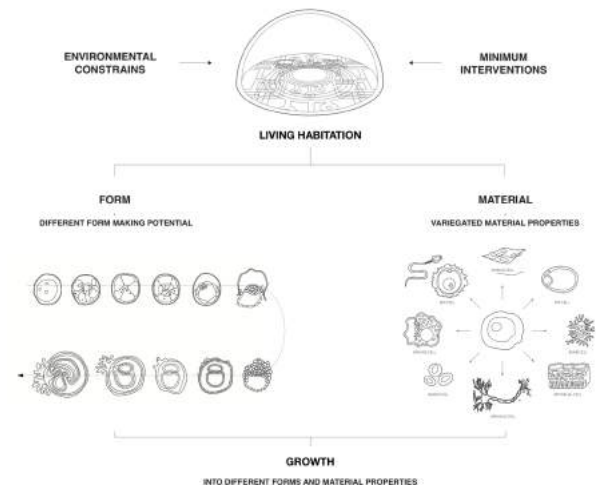 ENVIRONMENTAL
CONSTRAINS
MINIMUM
INTERVENTIONS
LIVING HABITATION
FORM
DIFFERENT FORM MAKING POTENTIAL
MATERIAL
VARIEGATED MATERIAL PROPERTIES
GROWTH
INTO DIFFERENT FORMS AND MATERIAL PROPERTIES